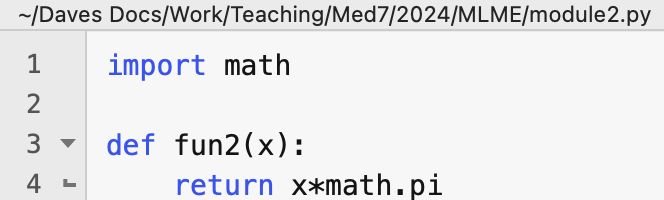 ~/Daves Docs/Work/Teaching/Med7/2024/MLME/module2.py
1 import math
2
3 def fun2(x):
4     return x*math.pi